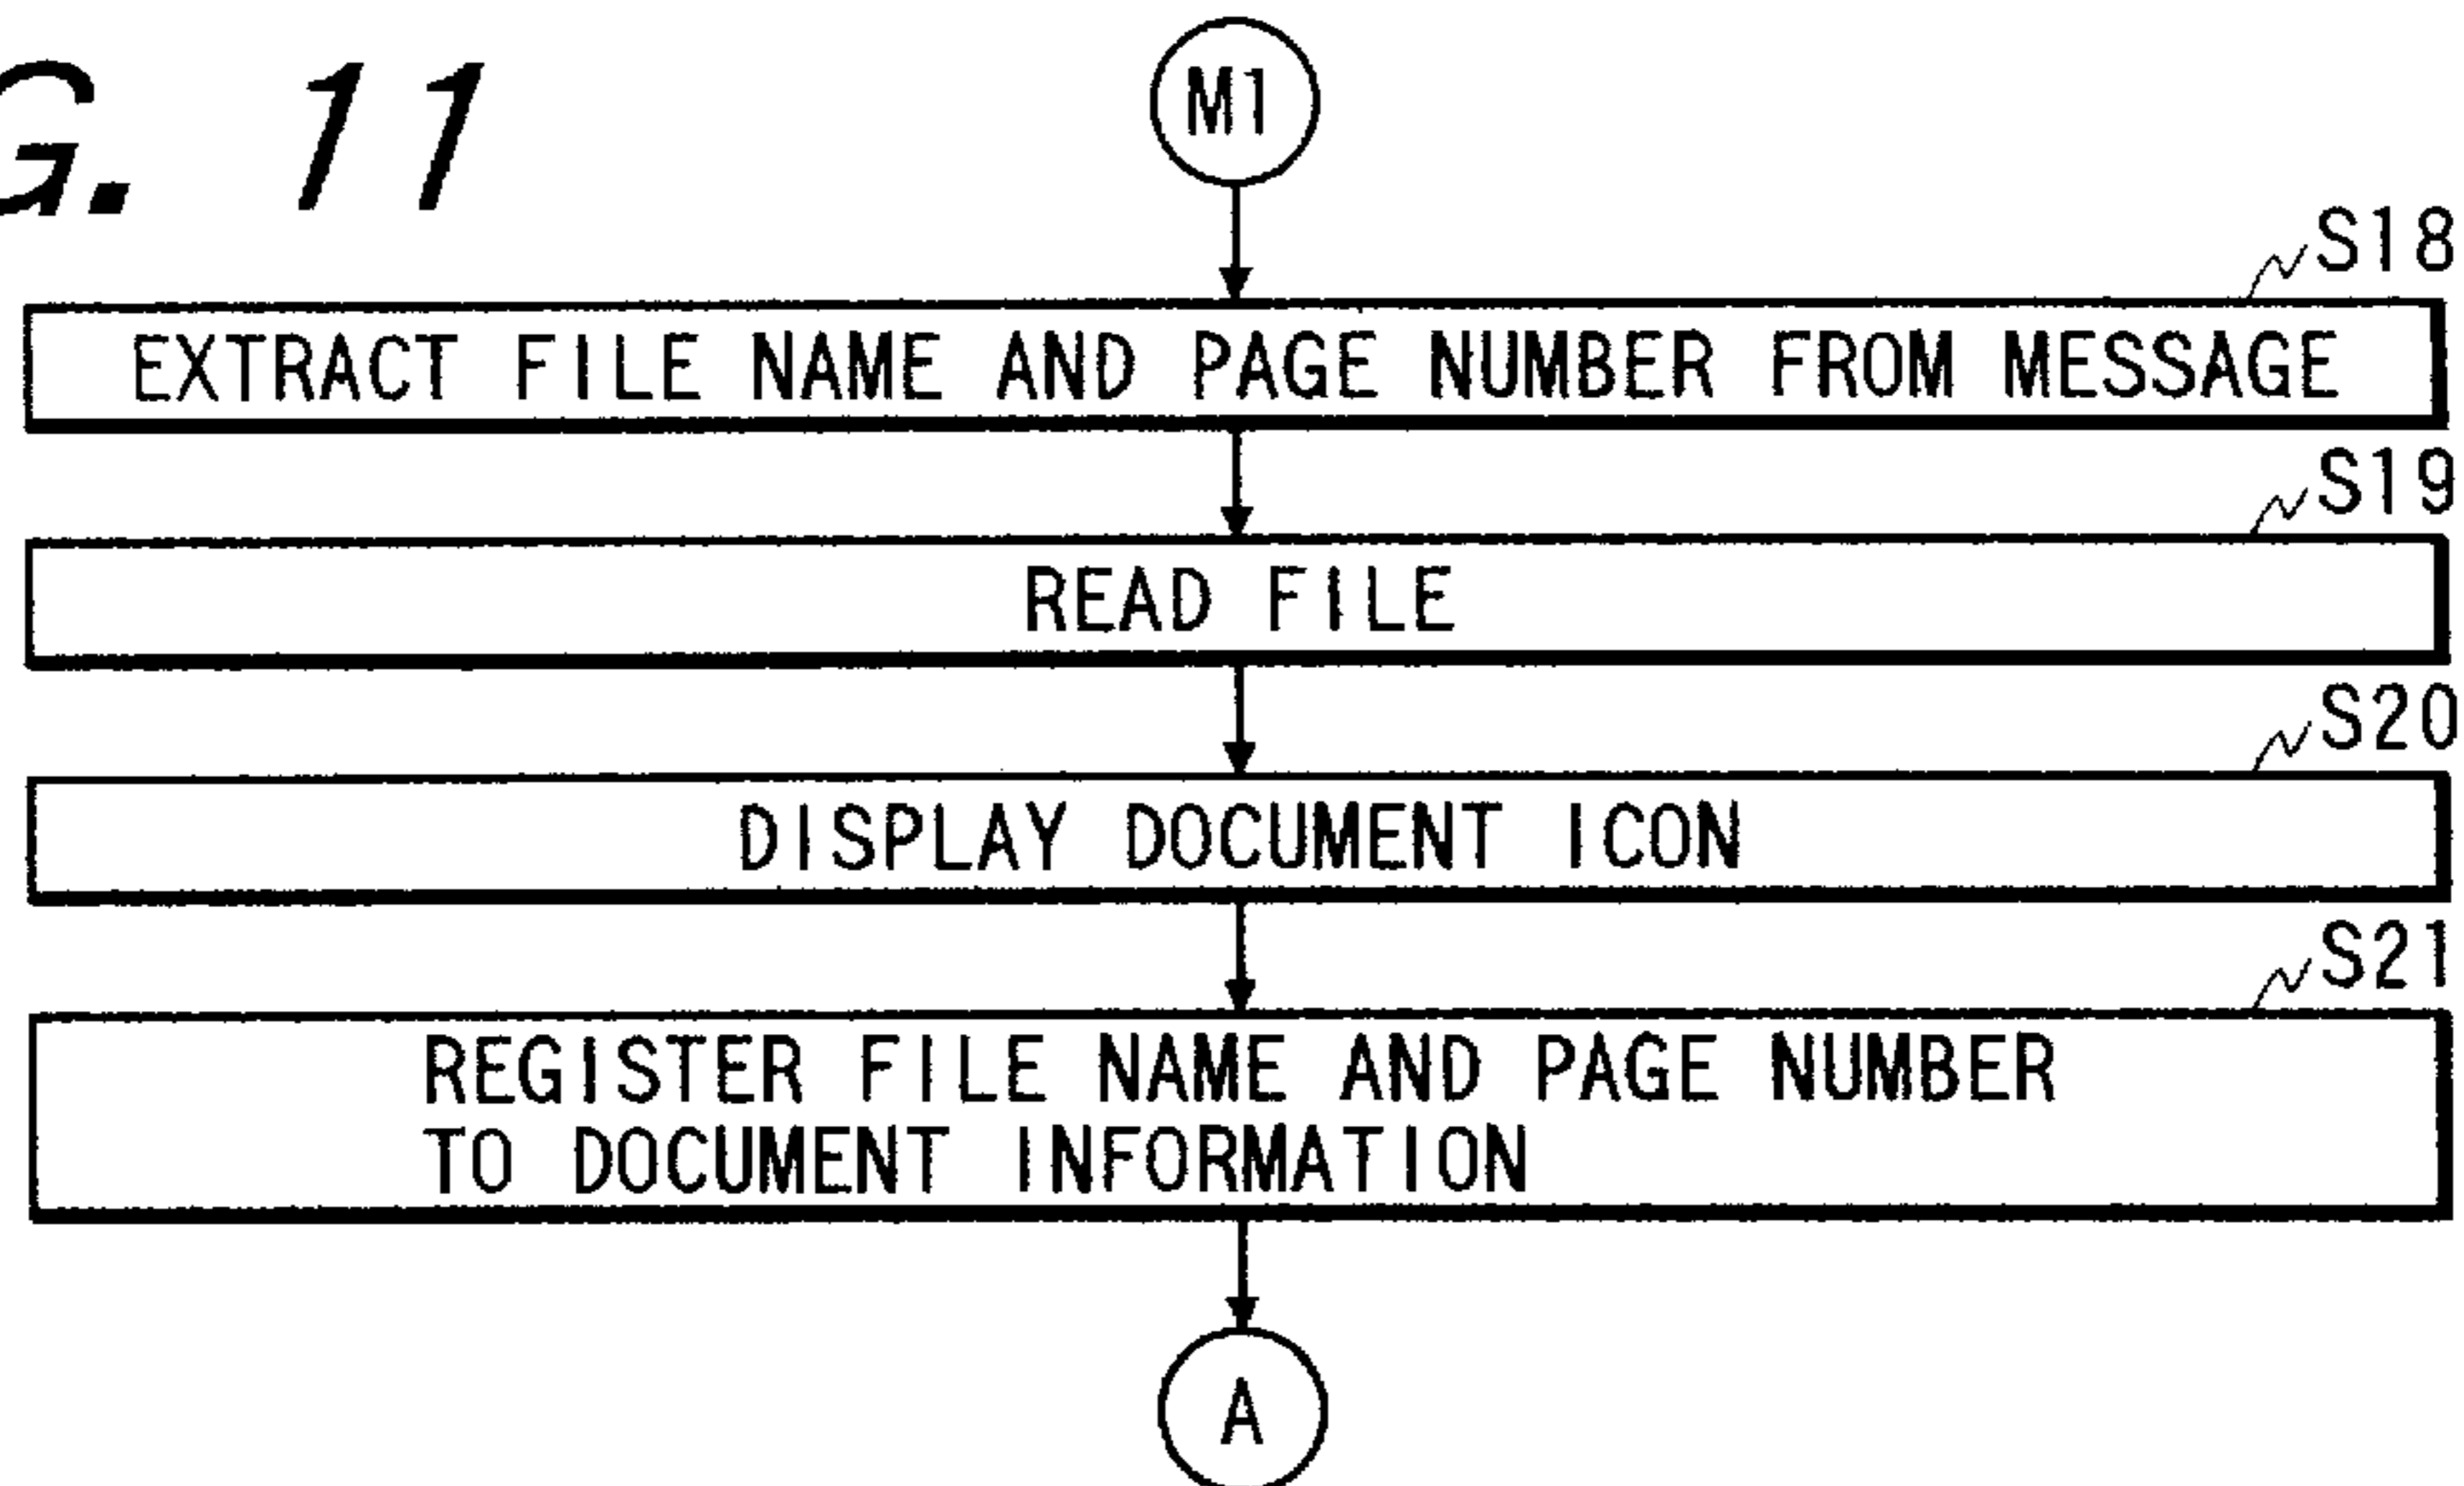 G. 11
M1
S18
EXTRACT FILE NAME AND PAGE NUMBER FROM MESSAGE
S19
READ FILE
S20
DISPLAY DOCUMENT ICON
S21
REGISTER FILE NAME AND PAGE NUMBER
TO DOCUMENT INFORMATION
A